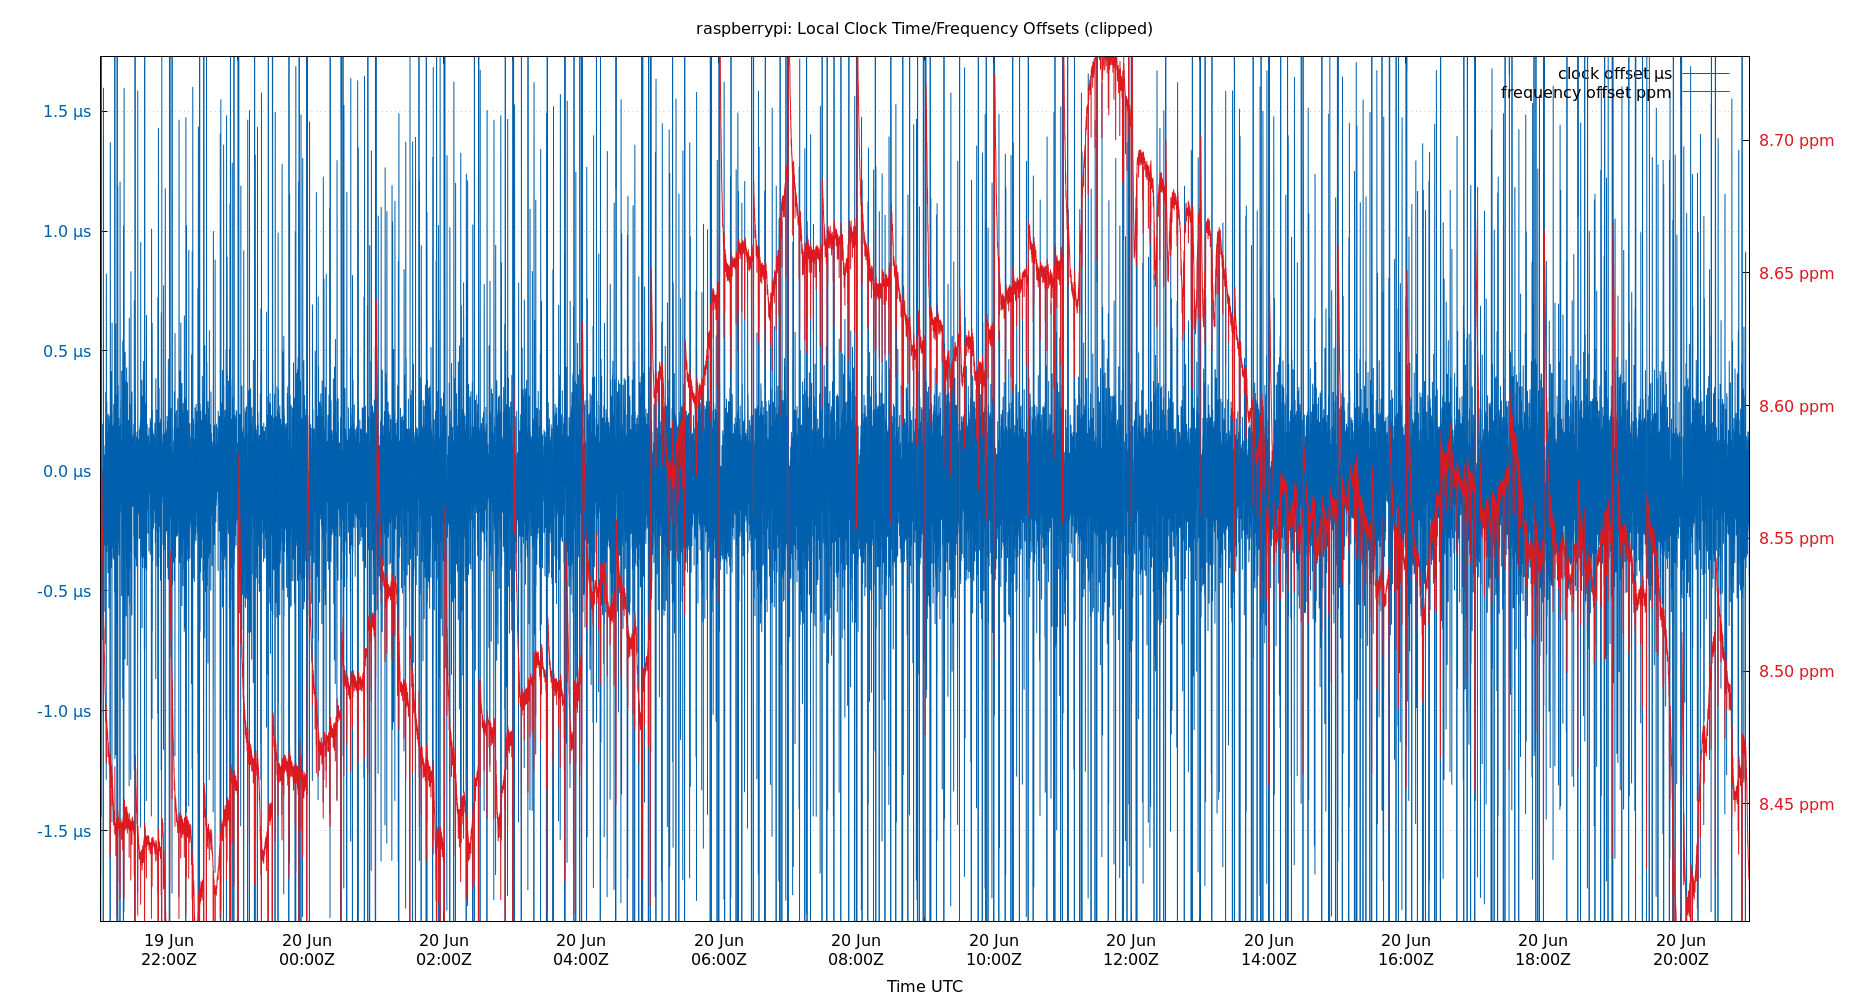 raspberrypi: Local Clock Time/Frequency Offsets (clipped)
clock offset µs
frequency offset ppm
1.5 µs
1.0 µs
0.5 µs
0.0 µs
-0.5 µs
-1.0 µs
-1.5 µs
8.70 ppm
8.65 ppm
8.60 ppm
8.55 ppm
8.50 ppm
8.45 ppm
19 Jun 20 Jun 20 Jun 20 Jun 20 Jun 20 Jun 20 Jun 20 Jun 20 Jun 20 Jun 20 Jun 20 Jun
22:00Z 00:00Z 02:00Z 04:00Z 06:00Z 08:00Z 10:00Z 12:00Z 14:00Z 16:00Z 18:00Z 20:00Z
Time UTC